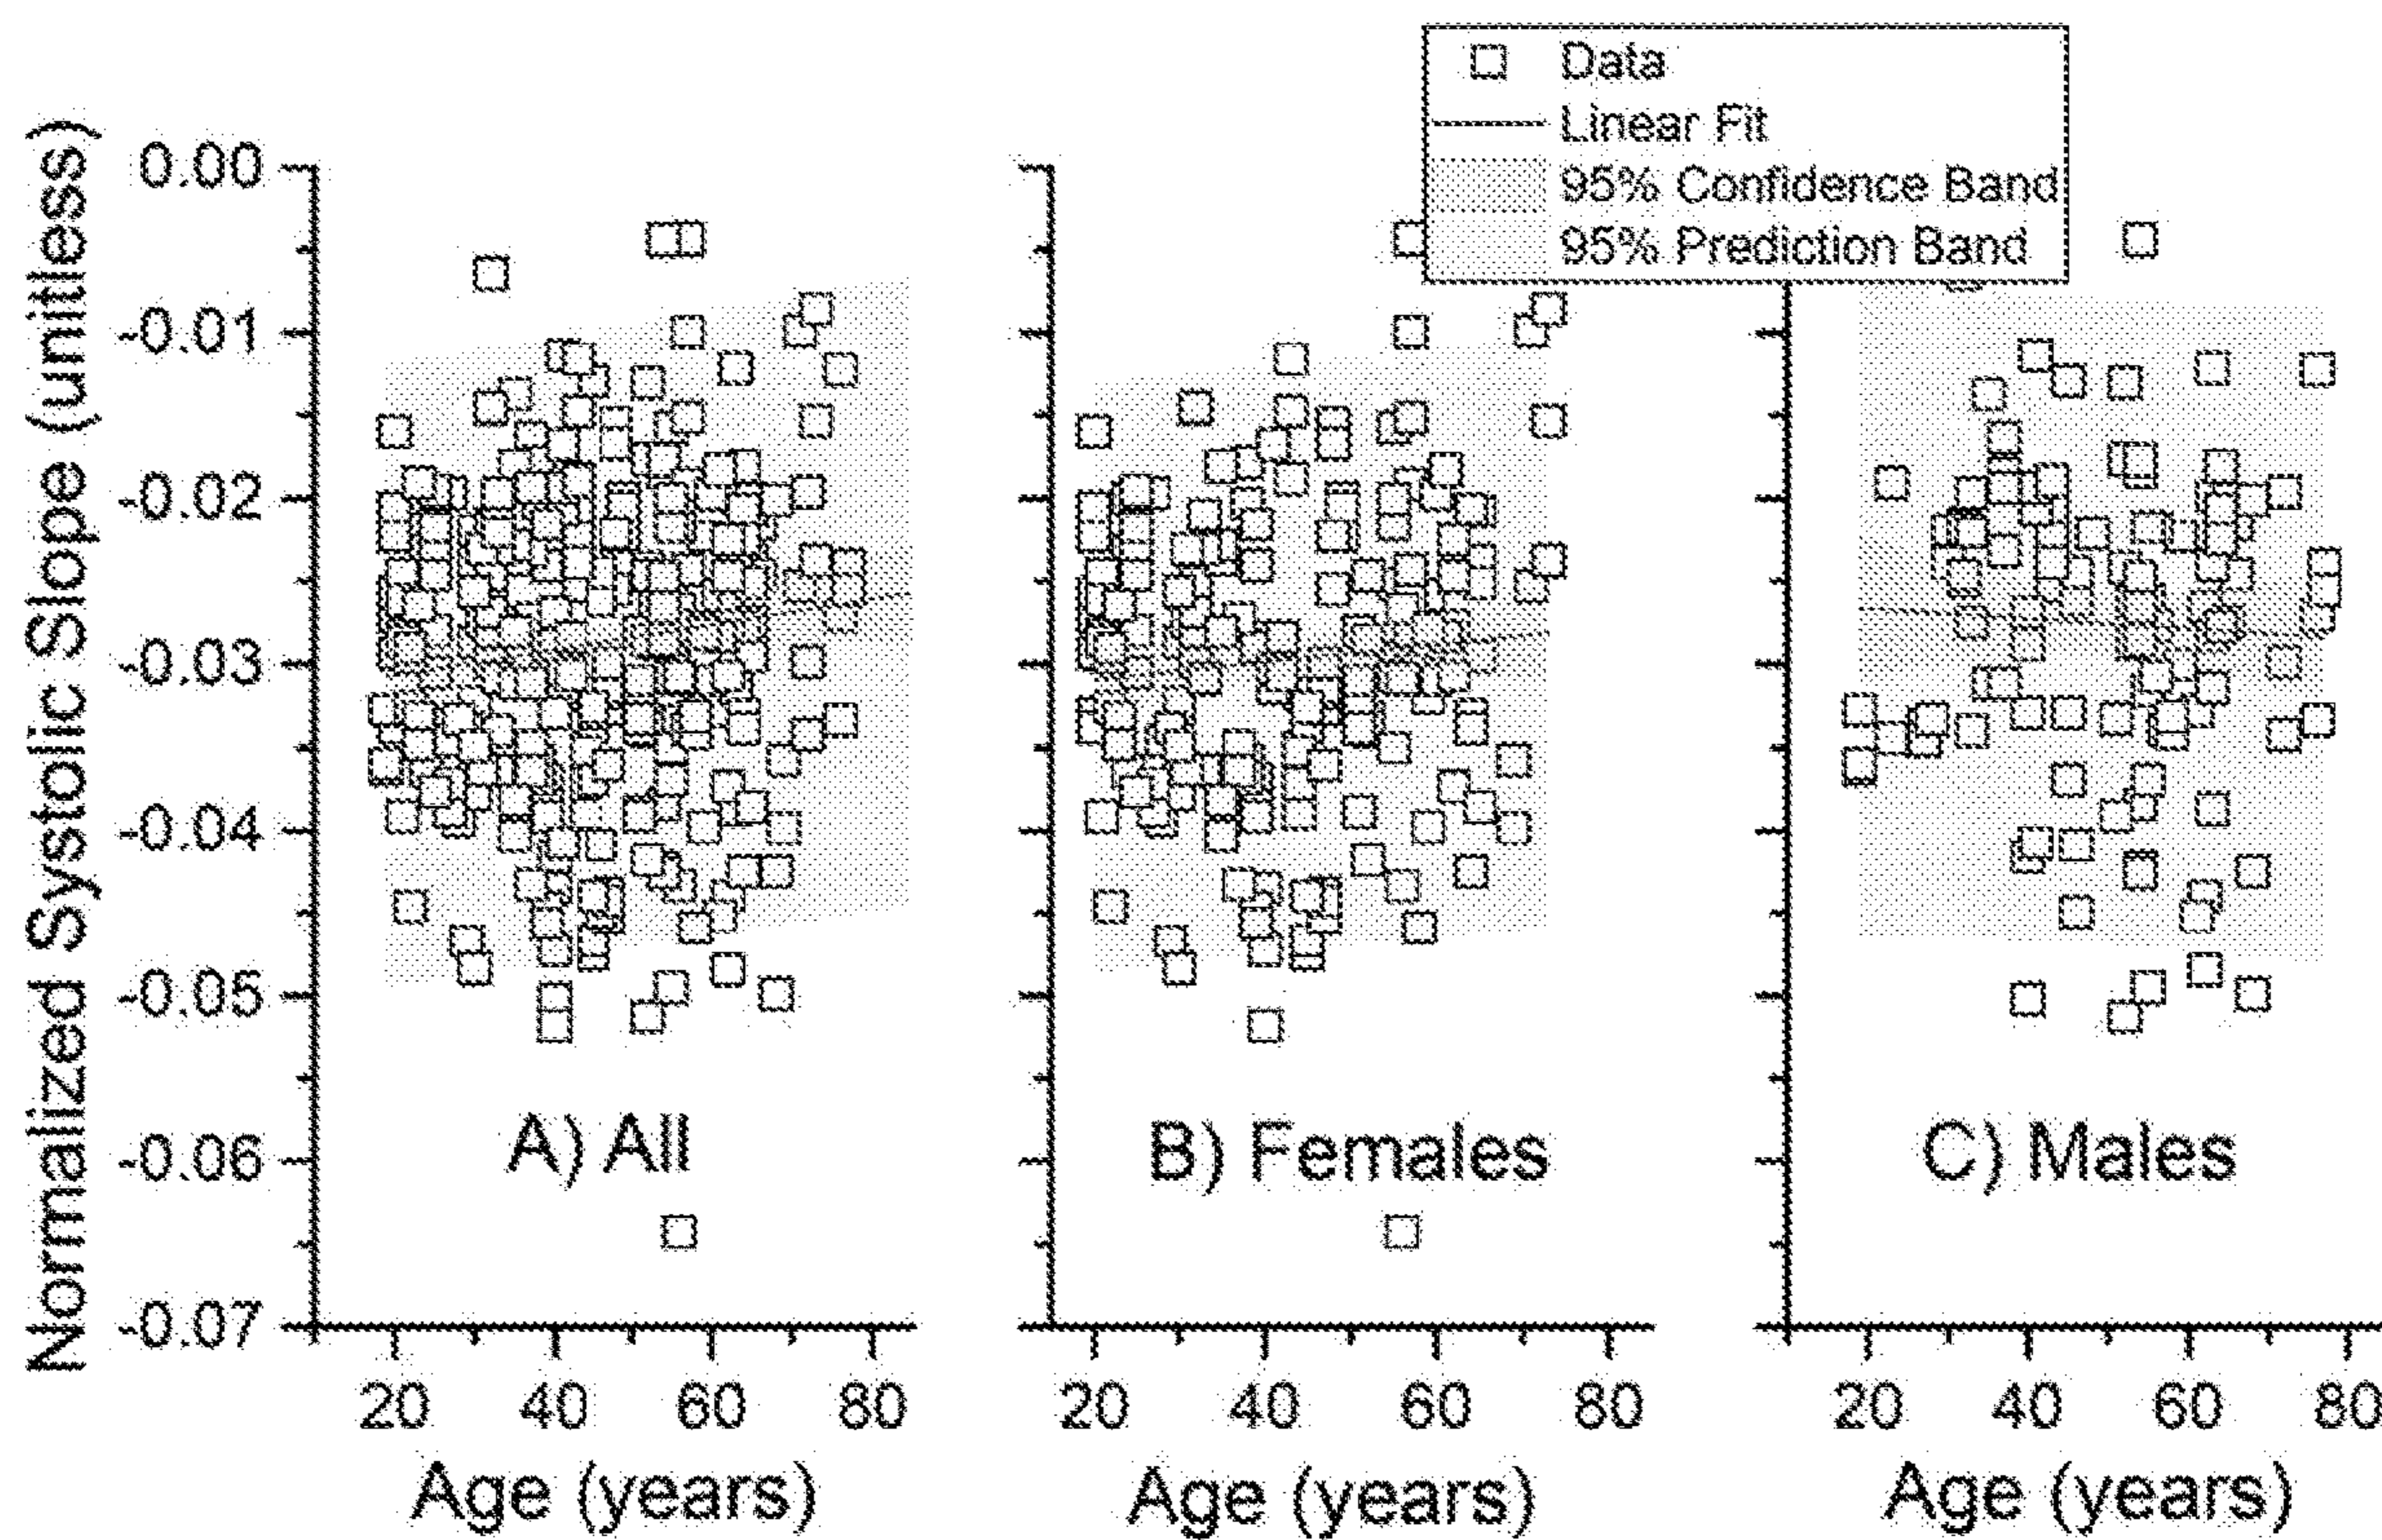 Data
Linear Fit
95% Confidence Band
95% Prediction Band
Normalized Systolic Slope (unitless)
0.00
-0.01
-0.02
-0.03
-0.04
-0.05
-0.06
-0.07
A) All
B) Females
C) Males
20 40 60 80
20 40 60 80
20 40 60 80
Age (years)
Age (years)
Age (years)